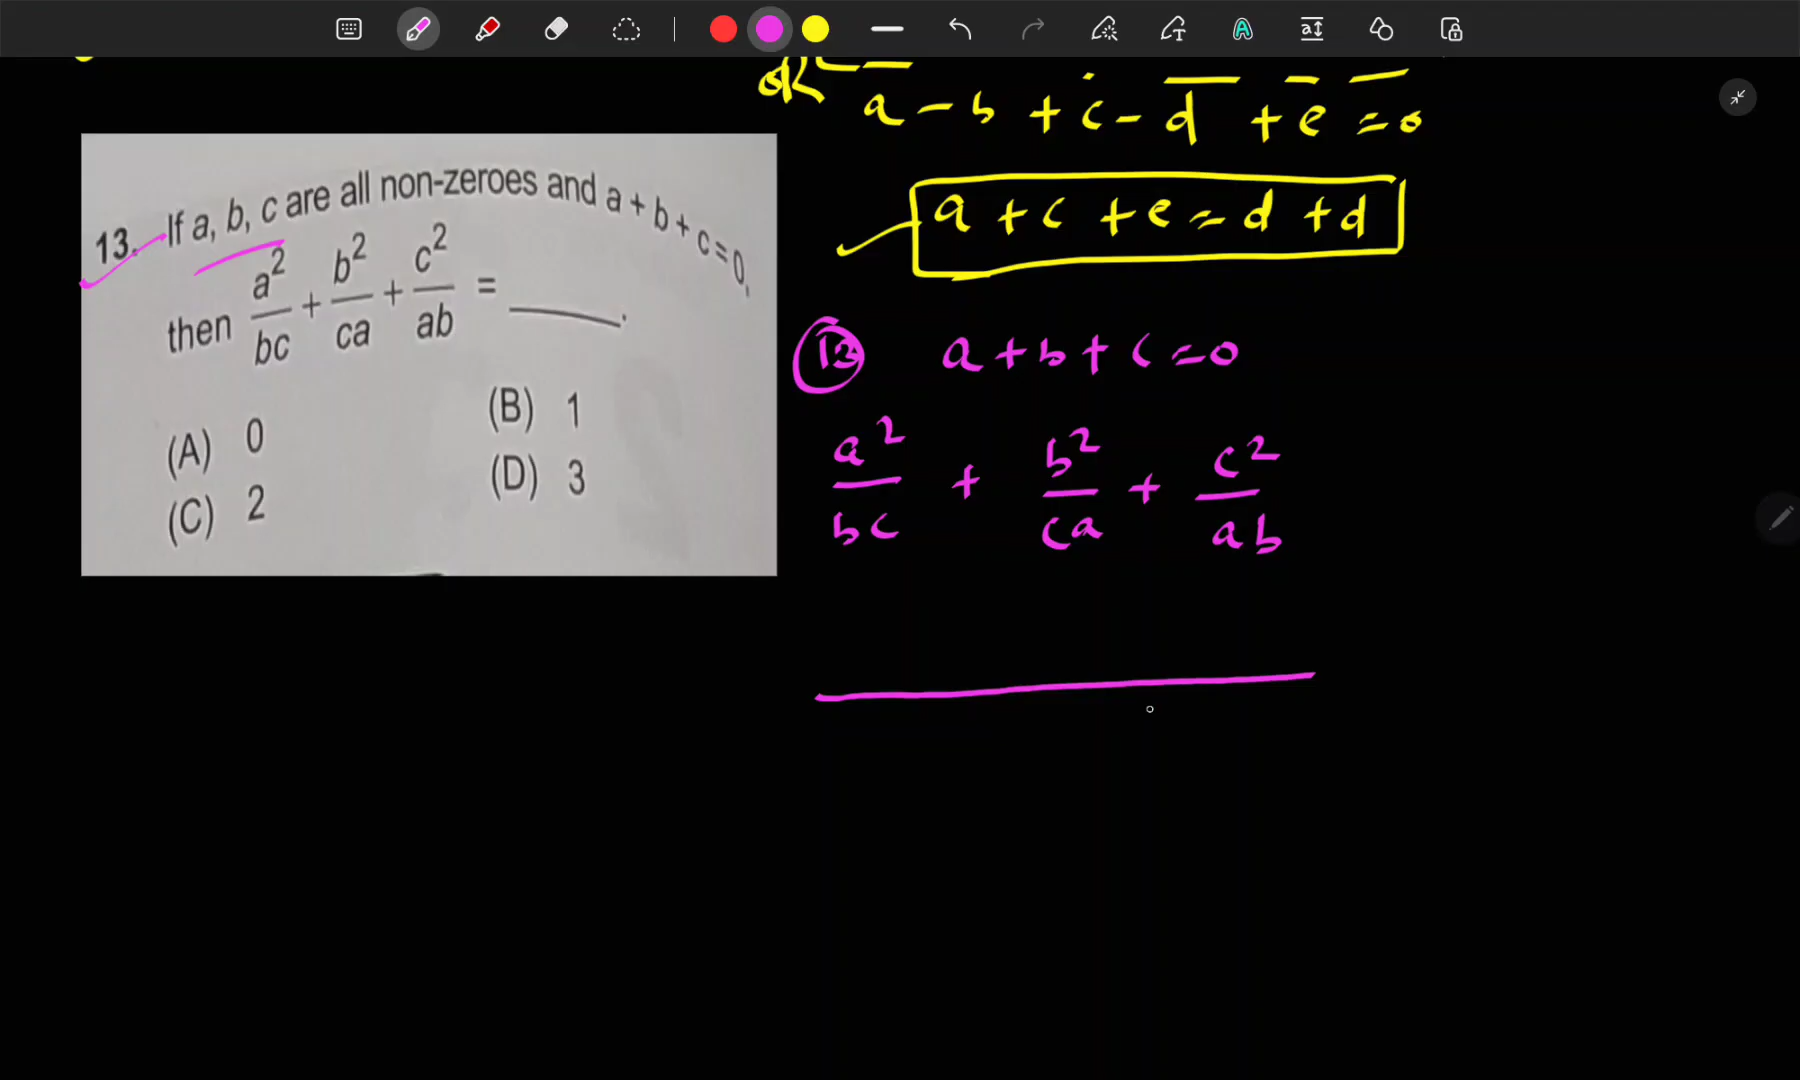 13. If a, b, c are all non-zeroes and a + b + c = 0,
then a²/bc + b²/ca + c²/ab = ______.
(A) 0 (B) 1
(C) 2 (D) 3
OR a - b + c - d + e = 0
a + c + e = d + d
13 a + b + c = 0
a²/bc + b²/ca + c²/ab